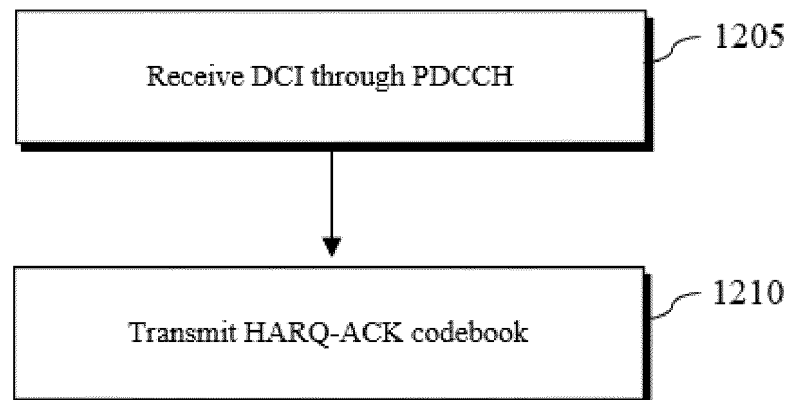 Receive DCI through PDCCH
1205
Transmit HARQ-ACK codebook
1210